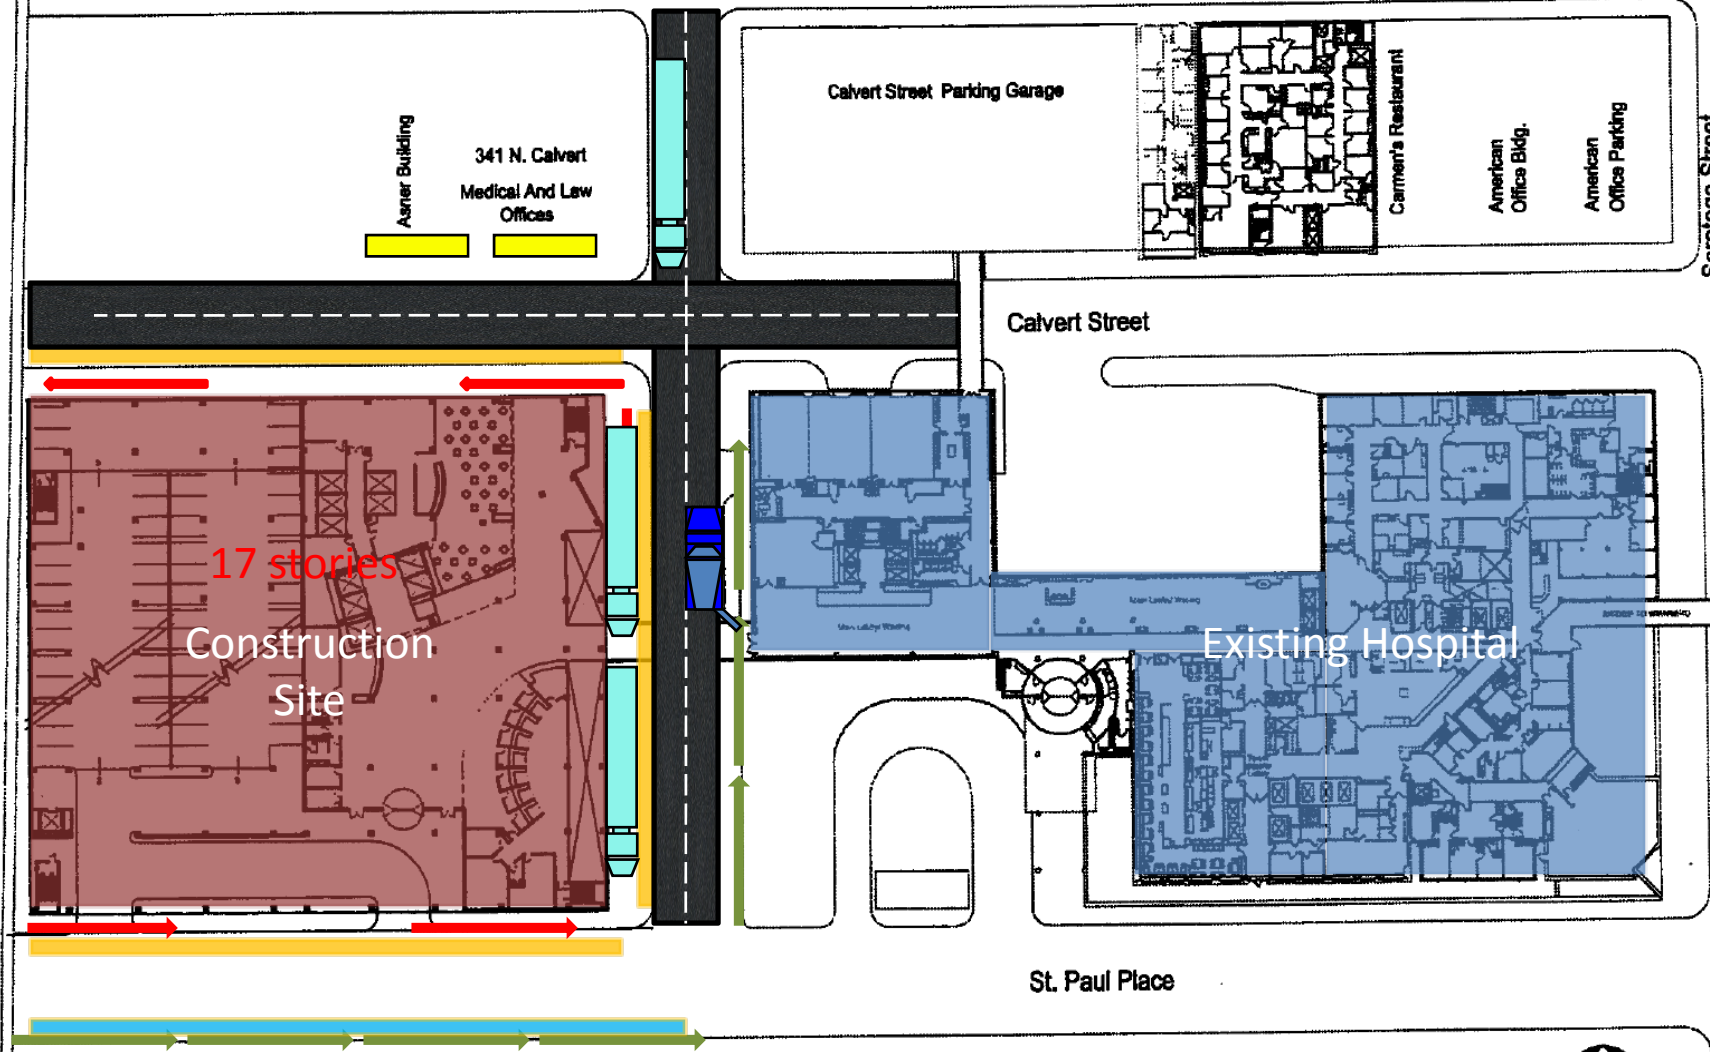 Calvert Street Parking Garage
Asner Building
341 N. Calvert
Medical And Law
Offices
Carmen's Restaurant
American
Office Bldg.
American
Office Parking
Calvert Street
17 stories
Construction
Site
Existing Hospital
St. Paul Place